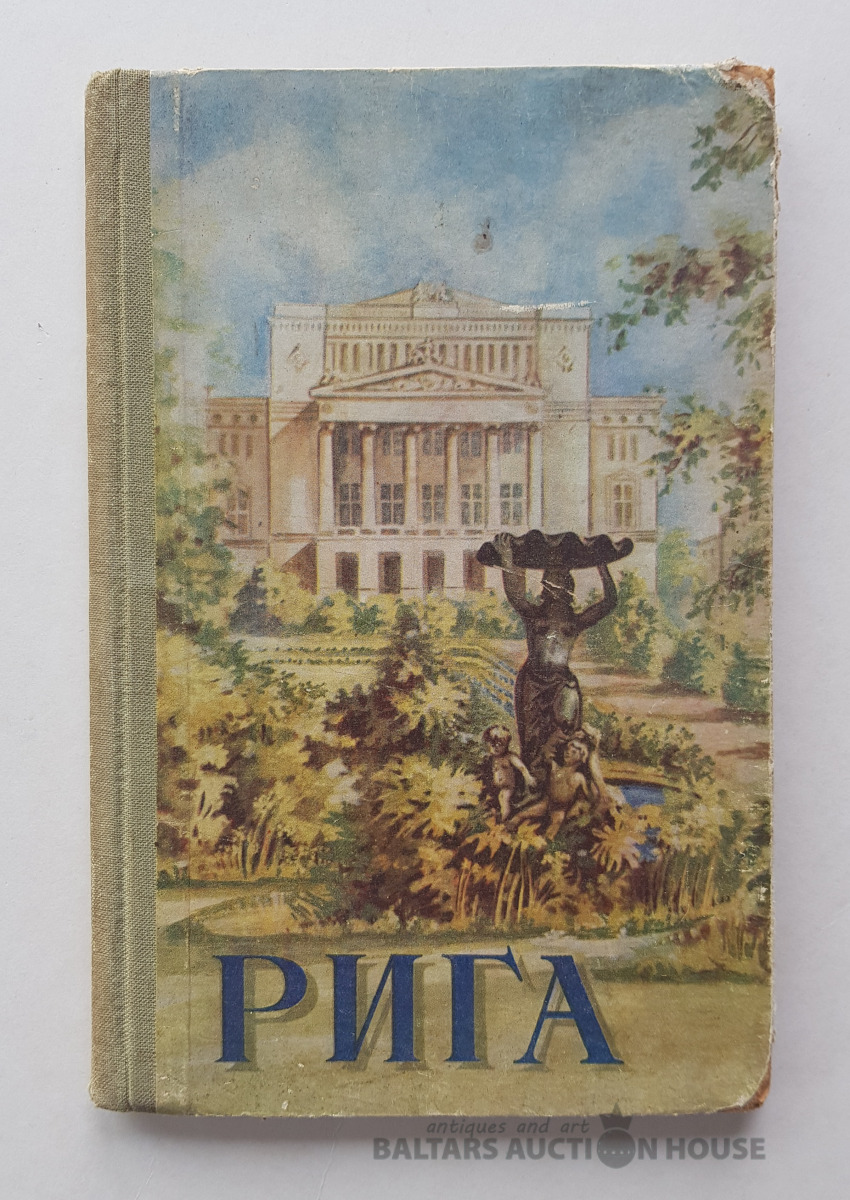 РИГА
antiques and art
BALTARS AUCTION HOUSE